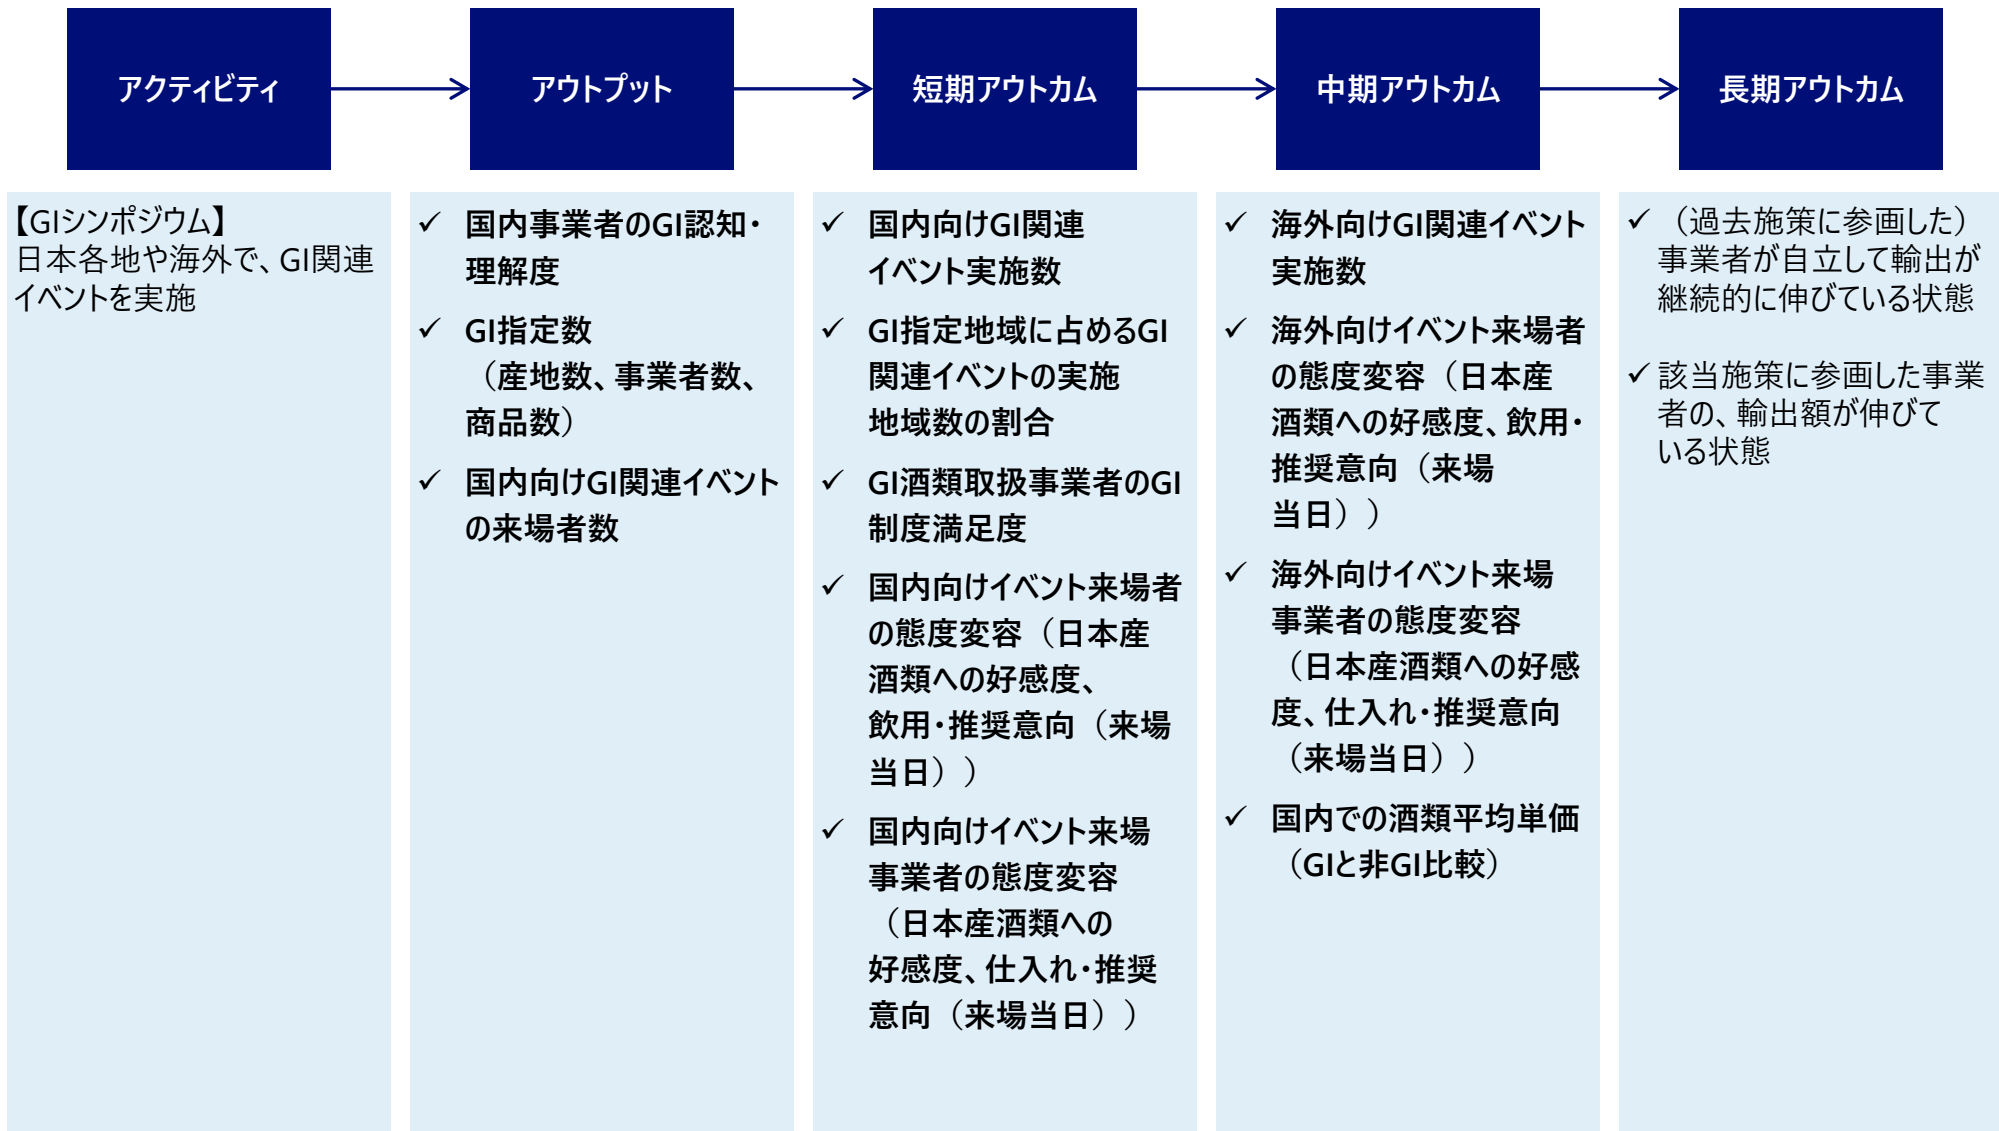 アクティビティ
アウトプット
短期アウトカム
中期アウトカム
長期アウトカム
【GIシンポジウム】
日本各地や海外で、GI関連
イベントを実施
✓ 国内事業者のGI認知・
理解度
✓ GI指定数
（産地数、事業者数、
商品数）
✓ 国内向けGI関連イベント
の来場者数
✓ 国内向けGI関連
イベント実施数
✓ GI指定地域に占めるGI
関連イベントの実施
地域数の割合
✓ GI酒類取扱事業者のGI
制度満足度
✓ 国内向けイベント来場者
の態度変容（日本産
酒類への好感度、
飲用・推奨意向（来場
当日））
✓ 国内向けイベント来場
事業者の態度変容
（日本産酒類への
好感度、仕入れ・推奨
意向（来場当日））
✓ 海外向けGI関連イベント
実施数
✓ 海外向けイベント来場者
の態度変容（日本産
酒類への好感度、飲用・
推奨意向（来場
当日））
✓ 海外向けイベント来場
事業者の態度変容
（日本産酒類への好感
度、仕入れ・推奨意向
（来場当日））
✓ 国内での酒類平均単価
（GIと非GI比較）
✓ （過去施策に参画した）
事業者が自立して輸出が
継続的に伸びている状態
✓ 該当施策に参画した事業
者の、輸出額が伸びて
いる状態